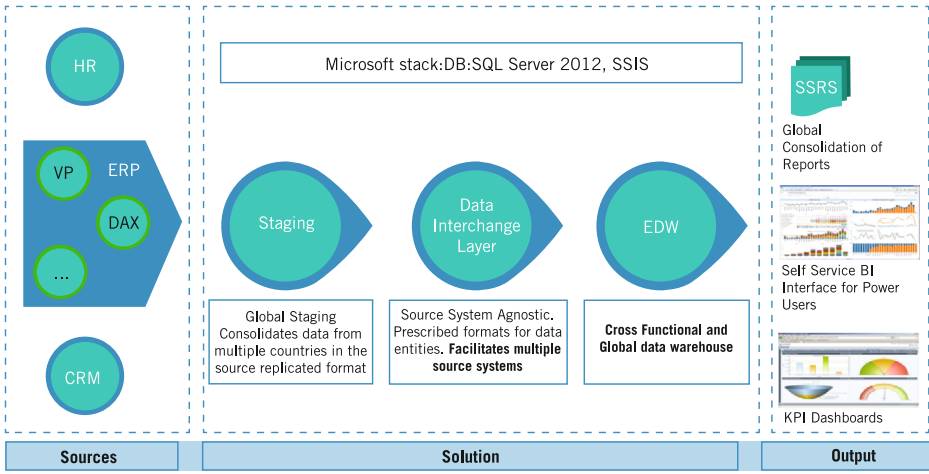 HR
VP
ERP
DAX
...
CRM
Microsoft stack:DB:SQL Server 2012, SSIS
Staging
Data
Interchange
Layer
EDW
Global Staging
Consolidates data from
multiple countries in the
source replicated format
Source System Agnostic.
Prescribed formats for data
entities. Facilitates multiple
source systems
Cross Functional and
Global data warehouse
SSRS
Global
Consolidation of
Reports
Self Service BI
Interface for Power
Users
KPI Dashboards
Sources
Solution
Output